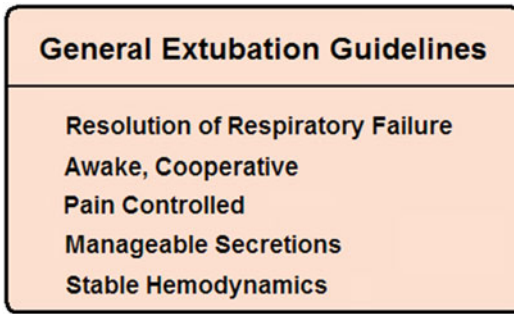 General Extubation Guidelines
Resolution of Respiratory Failure
Awake, Cooperative
Pain Controlled
Manageable Secretions
Stable Hemodynamics